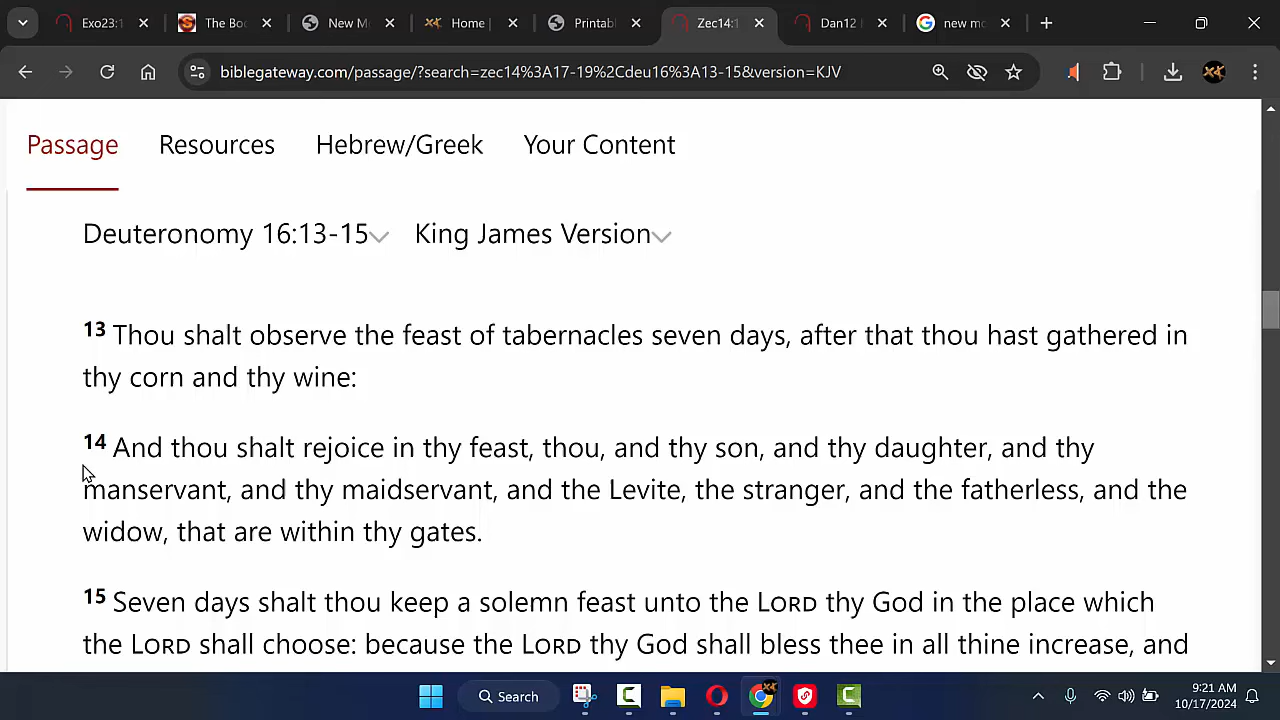 Exo23:1
The Boo
New Mo
Home
Printabl
Zec14:1
Dan12
new mo
biblegateway.com/passage/?search=zec14%3A17-19%2Cdeu16%3A13-15&version=KJV
Passage Resources Hebrew/Greek Your Content
Deuteronomy 16:13-15 King James Version
13 Thou shalt observe the feast of tabernacles seven days, after that thou hast gathered in
thy corn and thy wine:
14 And thou shalt rejoice in thy feast, thou, and thy son, and thy daughter, and thy
manservant, and thy maidservant, and the Levite, the stranger, and the fatherless, and the
widow, that are within thy gates.
15 Seven days shalt thou keep a solemn feast unto the LORD thy God in the place which
the LORD shall choose: because the LORD thy God shall bless thee in all thine increase, and
Search
9:21 AM
10/17/2024